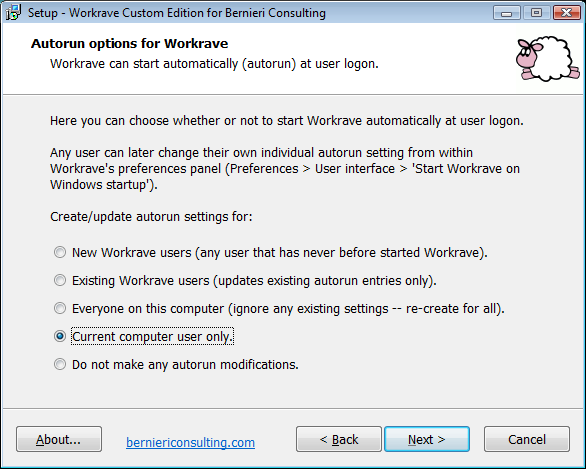 Setup - Workrave Custom Edition for Bernieri Consulting
Autorun options for Workrave
Workrave can start automatically (autorun) at user logon.
Here you can choose whether or not to start Workrave automatically at user logon.
Any user can later change their own individual autorun setting from within
Workrave's preferences panel (Preferences > User interface > 'Start Workrave on
Windows startup').
Create/update autorun settings for:
New Workrave users (any user that has never before started Workrave).
Existing Workrave users (updates existing autorun entries only).
Everyone on this computer (ignore any existing settings -- re-create for all).
Current computer user only.
Do not make any autorun modifications.
About...
berniericonsulting.com
< Back
Next >
Cancel